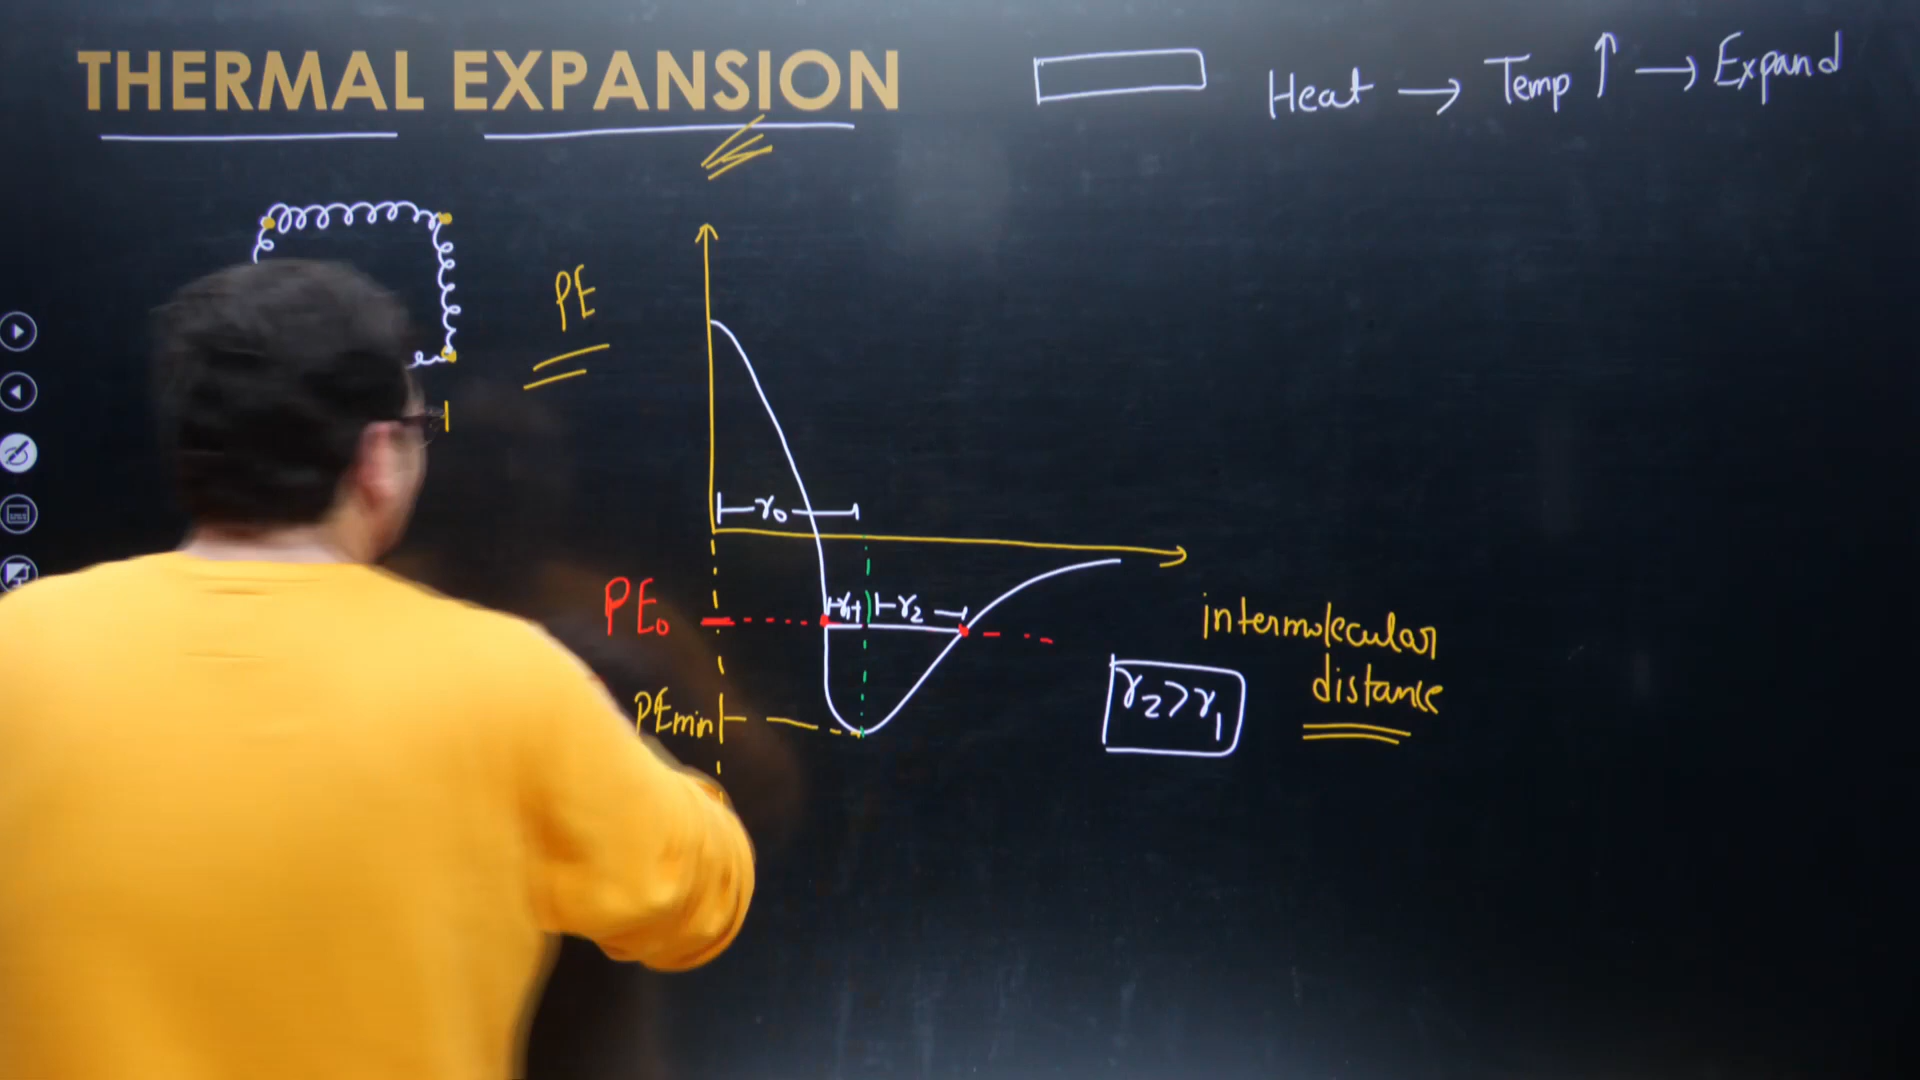 THERMAL EXPANSION
Heat → Temp ↑ → Expand
PE
r₀
PE₀
r₁
r₂
intermolecular
distance
PEmin
r₂>r₁